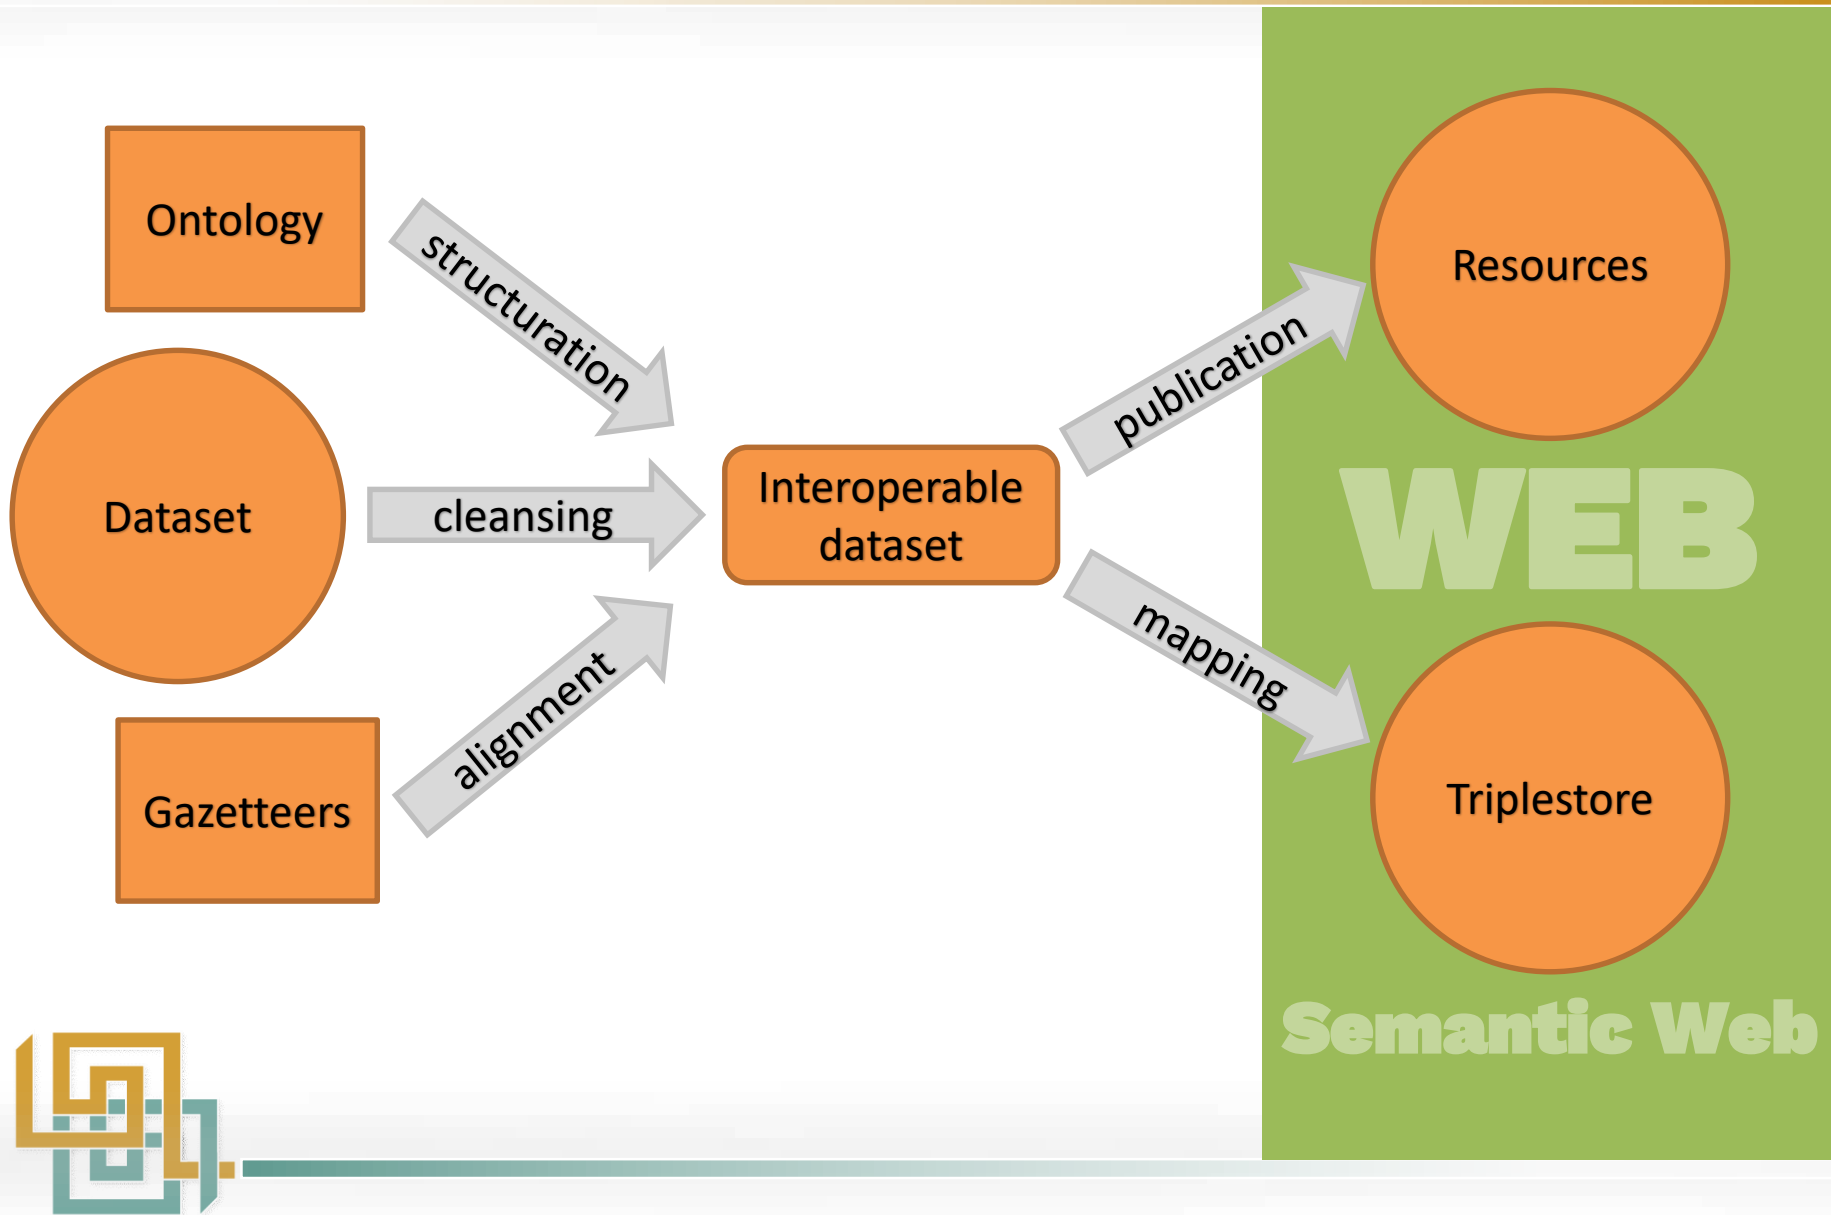 Ontology
structuration
Dataset
cleansing
Gazetteers
alignment
Interoperable
dataset
publication
mapping
Resources
WEB
Triplestore
Semantic Web